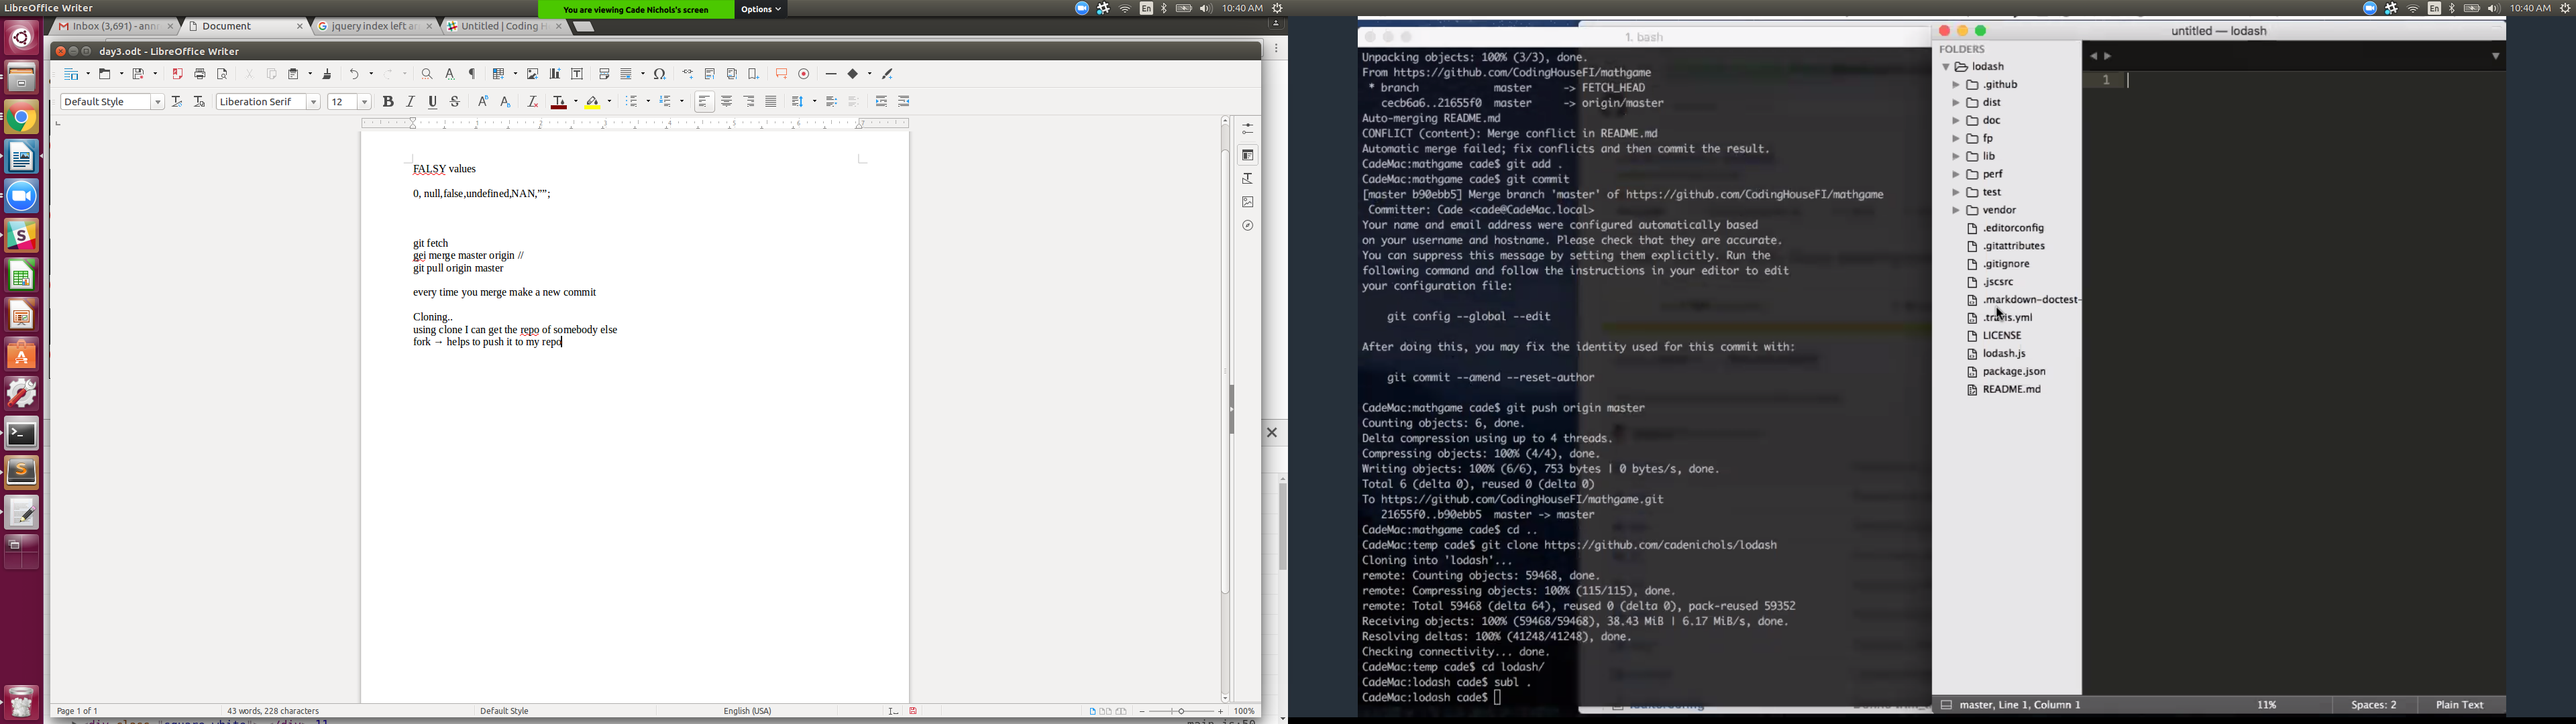 LibreOffice Writer
You are viewing Cade Nichols's screen
Options
En
10:40 AM
En
10:40 AM
Inbox (3,691) - ann
Document
jquery index left an
Untitled | Coding H
day3.odt - LibreOffice Writer
Default Style
Liberation Serif
12
FALSY values
0, null,false,undefined,NAN,"";
git fetch
gei merge master origin //
git pull origin master
every time you merge make a new commit
Cloning..
using clone I can get the repo of somebody else
fork → helps to push it to my repo
Page 1 of 1
43 words, 228 characters
Default Style
English (USA)
100%
1. bash
Unpacking objects: 100% (3/3), done.
From https://github.com/CodingHouseFI/mathgame
* branch master -> FETCH_HEAD
cecb6a6..21655f0 master -> origin/master
Auto-merging README.md
CONFLICT (content): Merge conflict in README.md
Automatic merge failed; fix conflicts and then commit the result.
CadeMac:mathgame cade$ git add .
CadeMac:mathgame cade$ git commit
[master b90ebb5] Merge branch 'master' of https://github.com/CodingHouseFI/mathgame
Committer: Cade <cade@CadeMac.local>
Your name and email address were configured automatically based
on your username and hostname. Please check that they are accurate.
You can suppress this message by setting them explicitly. Run the
following command and follow the instructions in your editor to edit
your configuration file:
git config --global --edit
After doing this, you may fix the identity used for this commit with:
git commit --amend --reset-author
CadeMac:mathgame cade$ git push origin master
Counting objects: 6, done.
Delta compression using up to 4 threads.
Compressing objects: 100% (4/4), done.
Writing objects: 100% (6/6), 753 bytes | 0 bytes/s, done.
Total 6 (delta 0), reused 0 (delta 0)
To https://github.com/CodingHouseFI/mathgame.git
21655f0..b90ebb5 master -> master
CadeMac:mathgame cade$ cd ..
CadeMac:temp cade$ git clone https://github.com/cadenichols/lodash
Cloning into 'lodash'...
remote: Counting objects: 59468, done.
remote: Compressing objects: 100% (115/115), done.
remote: Total 59468 (delta 64), reused 0 (delta 0), pack-reused 59352
Receiving objects: 100% (59468/59468), 38.43 MiB | 6.17 MiB/s, done.
Resolving deltas: 100% (41248/41248), done.
Checking connectivity... done.
CadeMac:temp cade$ cd lodash/
CadeMac:lodash cade$ subl .
CadeMac:lodash cade$
untitled — lodash
FOLDERS
lodash
.github
dist
doc
fp
lib
perf
test
vendor
.editorconfig
.gitattributes
.gitignore
.jscsrc
.markdown-doctest-
.travis.yml
LICENSE
lodash.js
package.json
README.md
1
master, Line 1, Column 1
11%
Spaces: 2
Plain Text